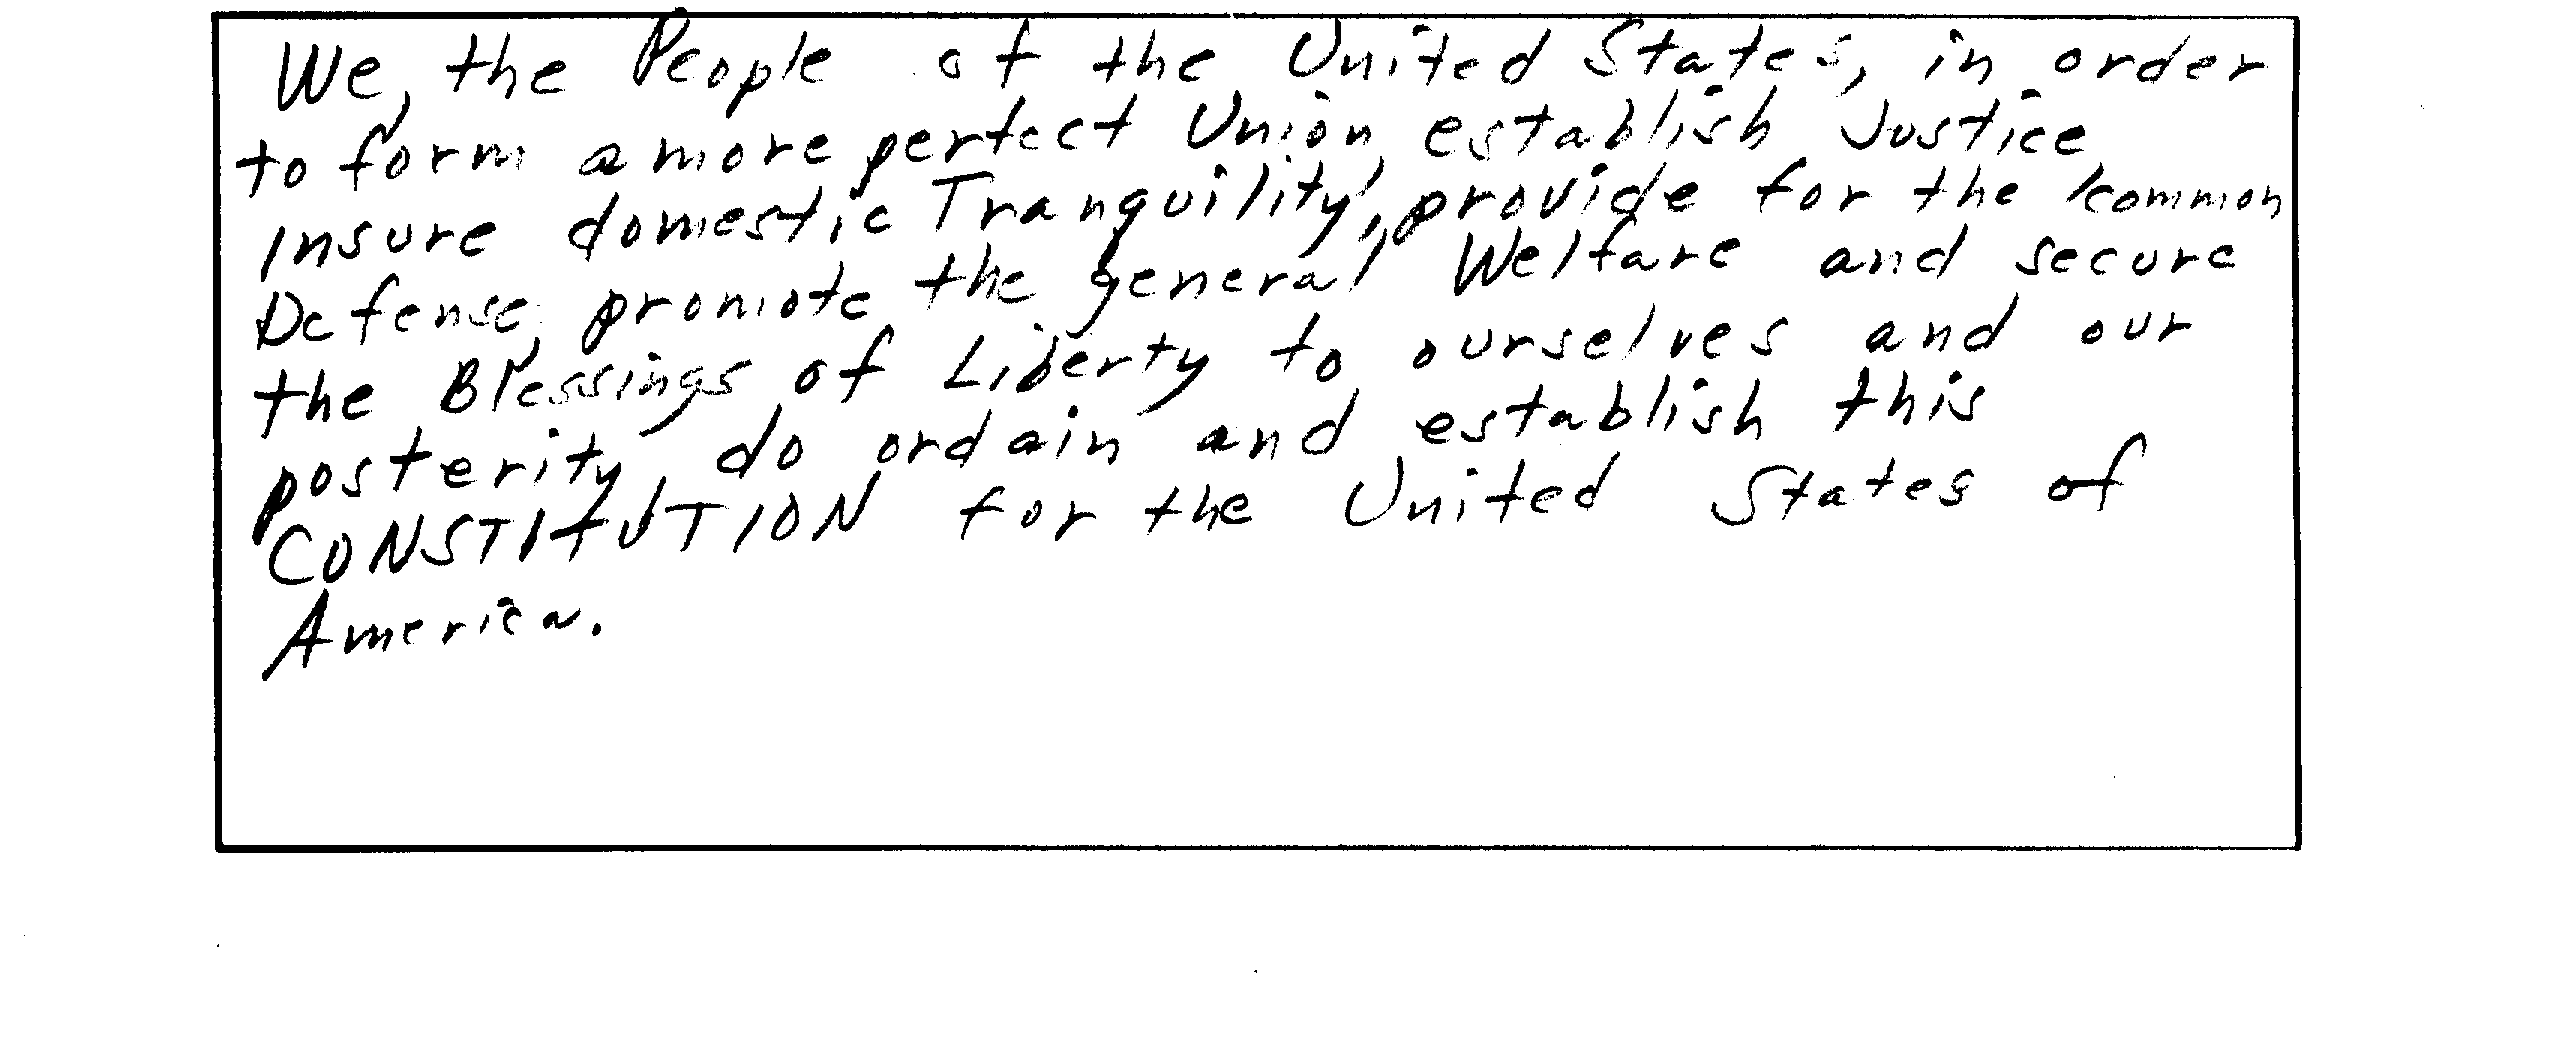 We, the People of the United States, in order
to form a more perfect Union, establish Justice,
insure domestic Tranquility, provide for the common
Defense, promote the general, Welfare and secure
the Blessings of Liberty to ourselves and our
posterity, do ordain and establish this
CONSTITUTION for the United States of
America.